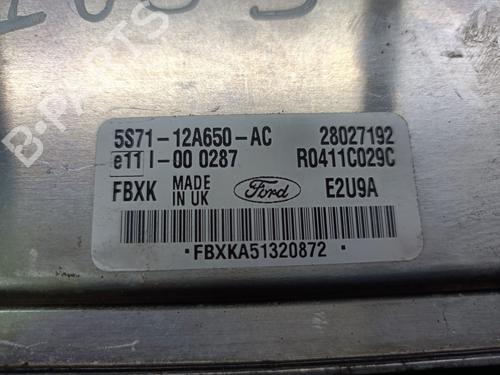 B-PARTS
5S71-12A650-AC 28027192
e11 I-00 0287 R0411C029C
FBXK MADE IN UK Ford E2U9A
·FBXKA51320872·